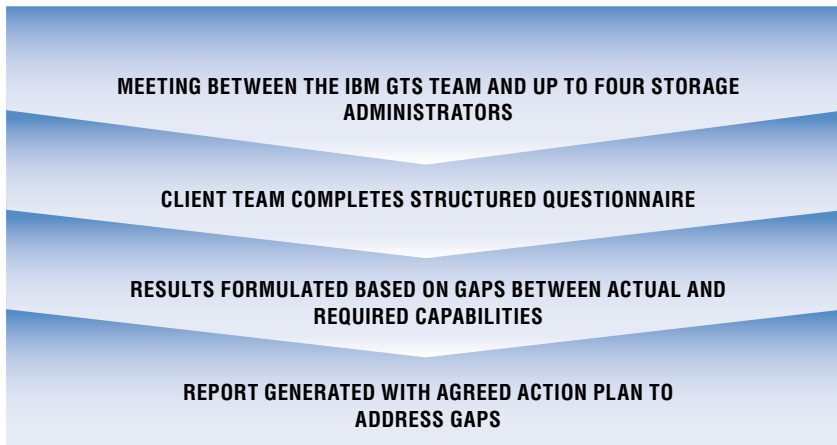 MEETING BETWEEN THE IBM GTS TEAM AND UP TO FOUR STORAGE
ADMINISTRATORS
CLIENT TEAM COMPLETES STRUCTURED QUESTIONNAIRE
RESULTS FORMULATED BASED ON GAPS BETWEEN ACTUAL AND
REQUIRED CAPABILITIES
REPORT GENERATED WITH AGREED ACTION PLAN TO
ADDRESS GAPS